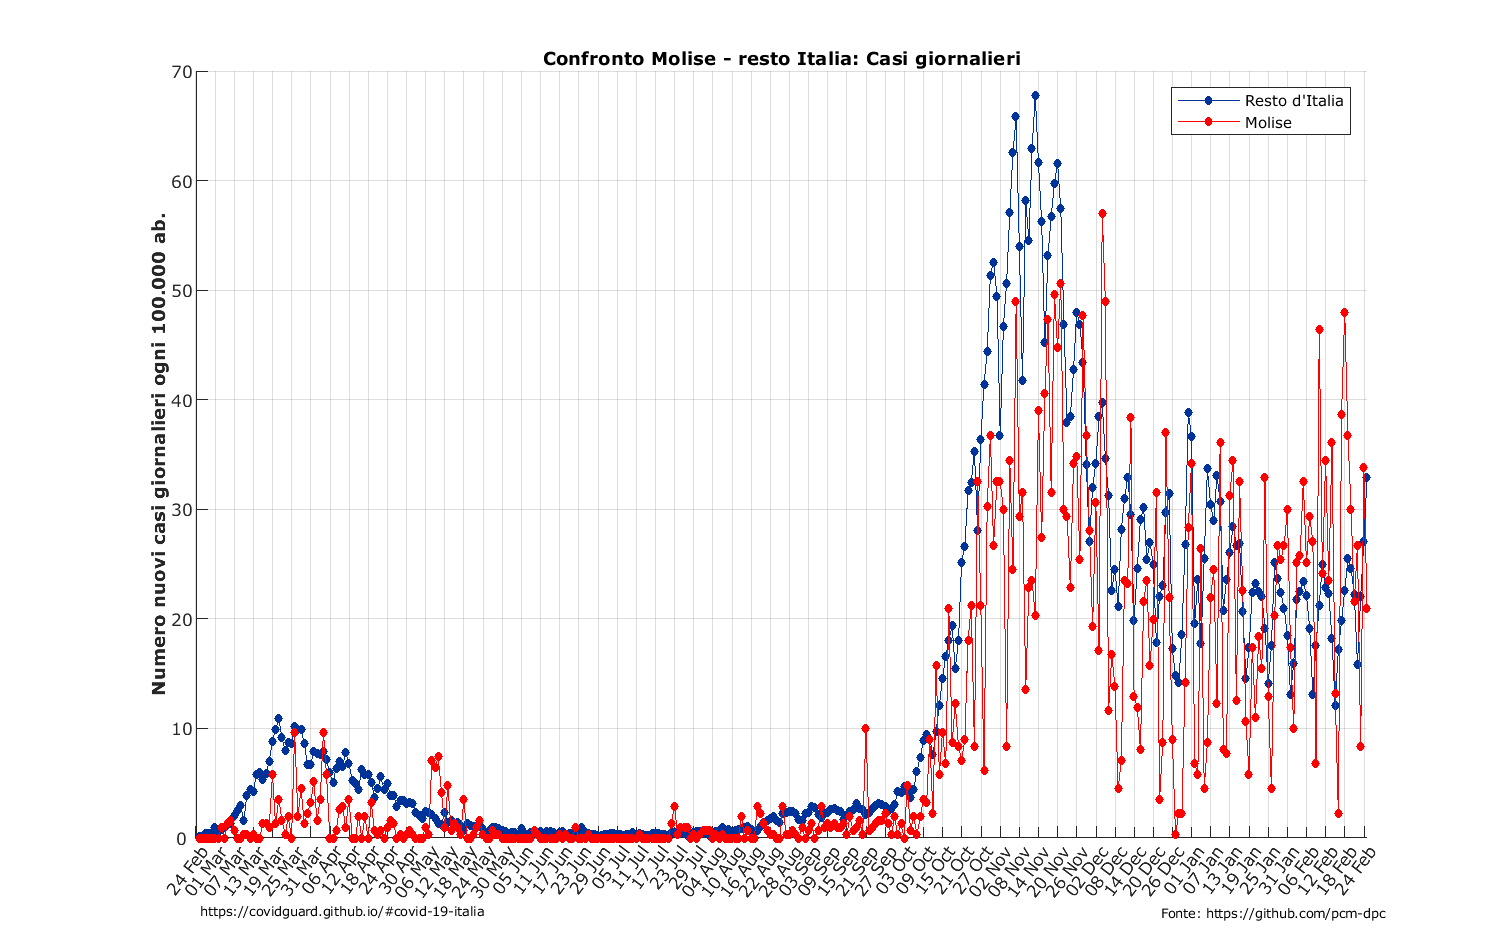 Confronto Molise - resto Italia: Casi giornalieri
Numero nuovi casi giornalieri ogni 100.000 ab.
70
60
50
40
30
20
10
0
Resto d'Italia
Molise
24 Feb
01 Mar
07 Mar
13 Mar
19 Mar
25 Mar
31 Mar
06 Apr
12 Apr
18 Apr
24 Apr
30 Apr
06 May
12 May
18 May
24 May
30 May
05 Jun
11 Jun
17 Jun
23 Jun
29 Jun
05 Jul
11 Jul
17 Jul
23 Jul
29 Jul
04 Aug
10 Aug
16 Aug
22 Aug
28 Aug
03 Sep
09 Sep
15 Sep
21 Sep
27 Sep
03 Oct
09 Oct
15 Oct
21 Oct
27 Oct
02 Nov
08 Nov
14 Nov
20 Nov
26 Nov
02 Dec
08 Dec
14 Dec
20 Dec
26 Dec
01 Jan
07 Jan
13 Jan
19 Jan
25 Jan
31 Jan
06 Feb
12 Feb
18 Feb
24 Feb
https://covidguard.github.io/#covid-19-italia
Fonte: https://github.com/pcm-dpc